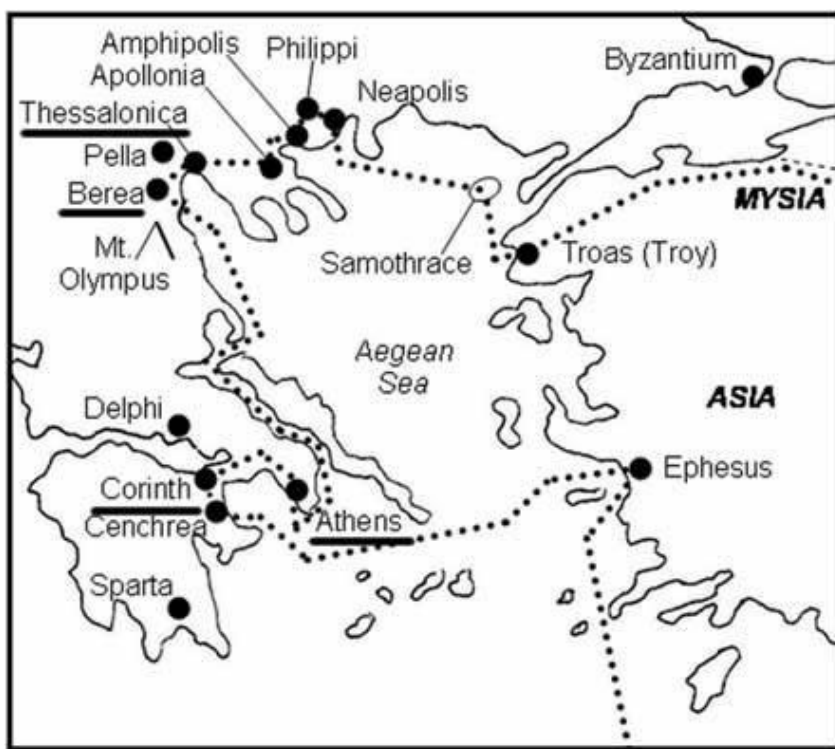 Amphipolis
Philippi
Byzantium
Apollonia
Neapolis
Thessalonica
Pella
Berea
MYSIA
Mt.
Olympus
Samothrace
Troas (Troy)
Aegean
Sea
ASIA
Delphi
Ephesus
Corinth
Cenchrea
Athens
Sparta